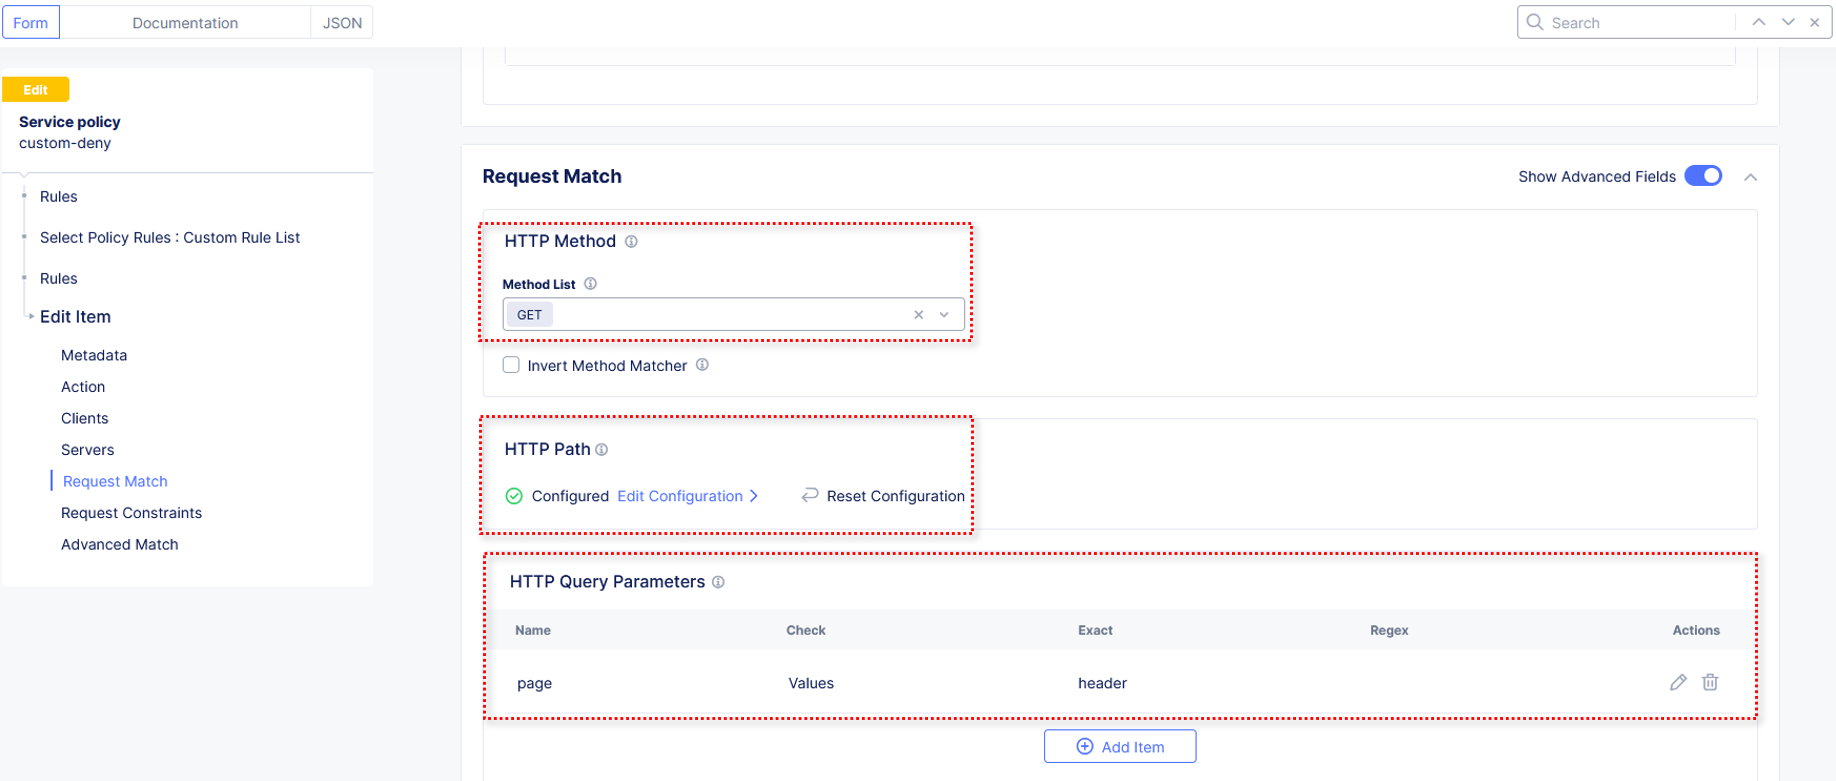 Form Documentation JSON
Search
Edit
Service policy
custom-deny
Rules
Select Policy Rules : Custom Rule List
Rules
Edit Item
Metadata
Action
Clients
Servers
Request Match
Request Constraints
Advanced Match
Request Match
Show Advanced Fields
HTTP Method
Method List
GET
Invert Method Matcher
HTTP Path
Configured Edit Configuration Reset Configuration
HTTP Query Parameters
Name Check Exact Regex Actions
page Values header
Add Item